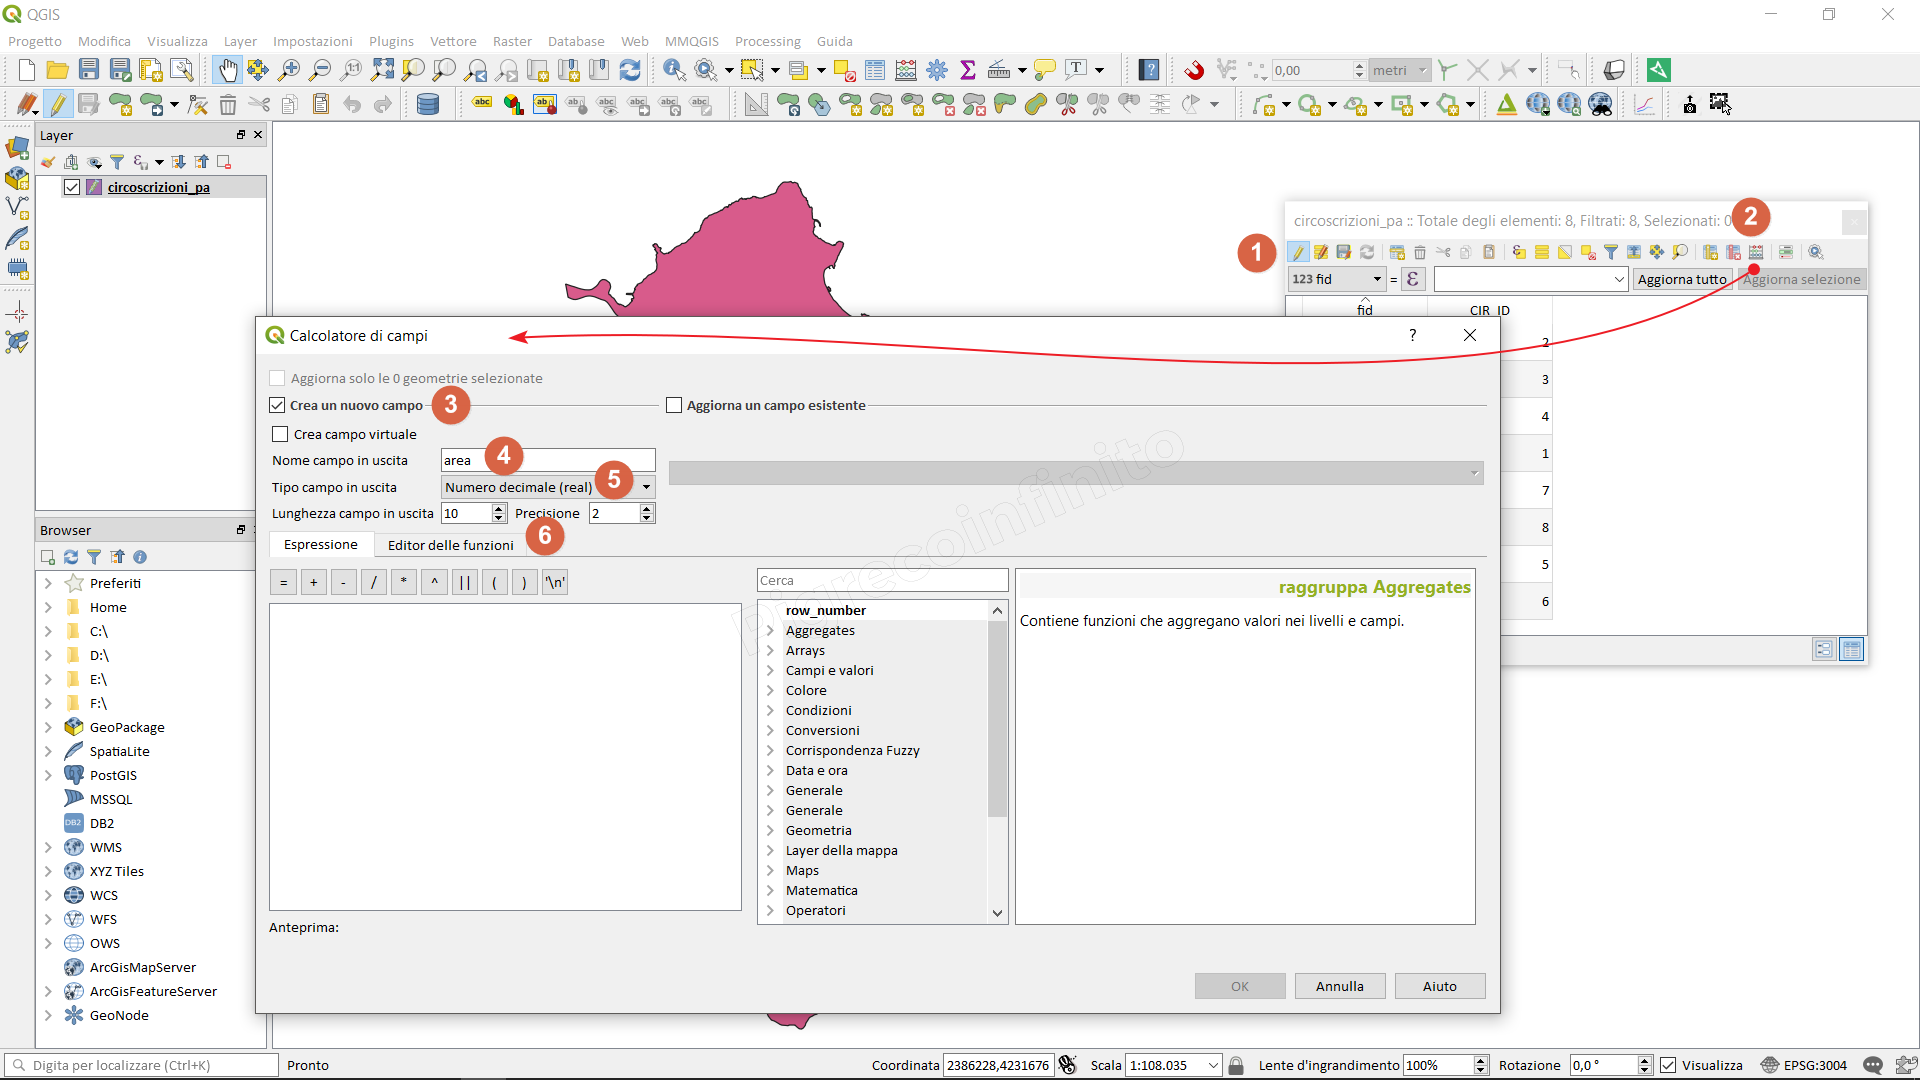 QGIS
Progetto Modifica Visualizza Layer Impostazioni Plugins Vettore Raster Database Web MMQGIS Processing Guida
0,00 metri
Layer
circoscrizioni_pa
circoscrizioni_pa :: Totale degli elementi: 8, Filtrati: 8, Selezionati: 0
2
1
123 fid = ε Aggiorna tutto Aggiorna selezione
fid CIR_ID
2
3
4
1
7
8
5
6
Calcolatore di campi ?
Aggiorna solo le 0 geometrie selezionate
Crea un nuovo campo 3 Aggiorna un campo esistente
Crea campo virtuale
Nome campo in uscita area 4
Tipo campo in uscita Numero decimale (real) 5
Lunghezza campo in uscita 10 Precisione 2
6
Espressione Editor delle funzioni
= + - / * ^ || ( ) '\n'
Cerca
row_number
Aggregates
Arrays
Campi e valori
Colore
Condizioni
Conversioni
Corrispondenza Fuzzy
Data e ora
Generale
Generale
Geometria
Layer della mappa
Maps
Matematica
Operatori
raggruppa Aggregates
Contiene funzioni che aggregano valori nei livelli e campi.
Pigrecoinfinito
Anteprima:
OK Annulla Aiuto
Browser
Preferiti
Home
C:\
D:\
E:\
F:\
GeoPackage
SpatiaLite
PostGIS
MSSQL
DB2 DB2
WMS
XYZ Tiles
WCS
WFS
OWS
ArcGisMapServer
ArcGisFeatureServer
GeoNode
Digita per localizzare (Ctrl+K) Pronto Coordinata 2386228,4231676 Scala 1:108.035 Lente d'ingrandimento 100% Rotazione 0,0 ° Visualizza EPSG:3004